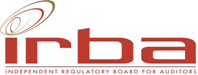 irba
INDEPENDENT REGULATORY BOARD FOR AUDITORS